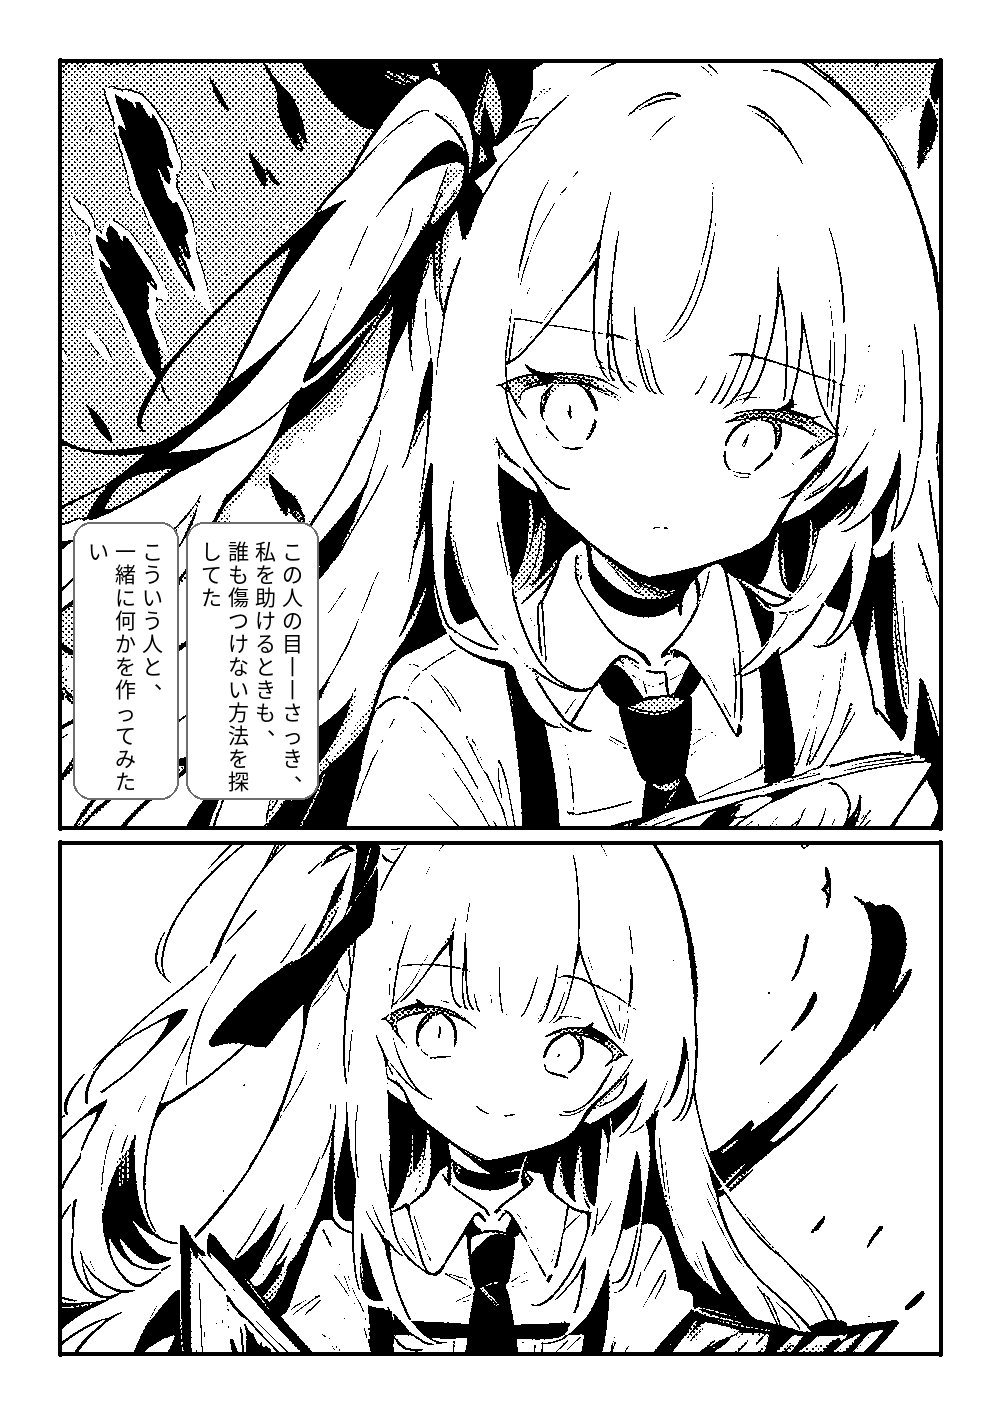 この人の目――さっき、
私を助けるときも、
誰も傷つけない方法を探
してた
こういう人と、
一緒に何かを作ってみた
い